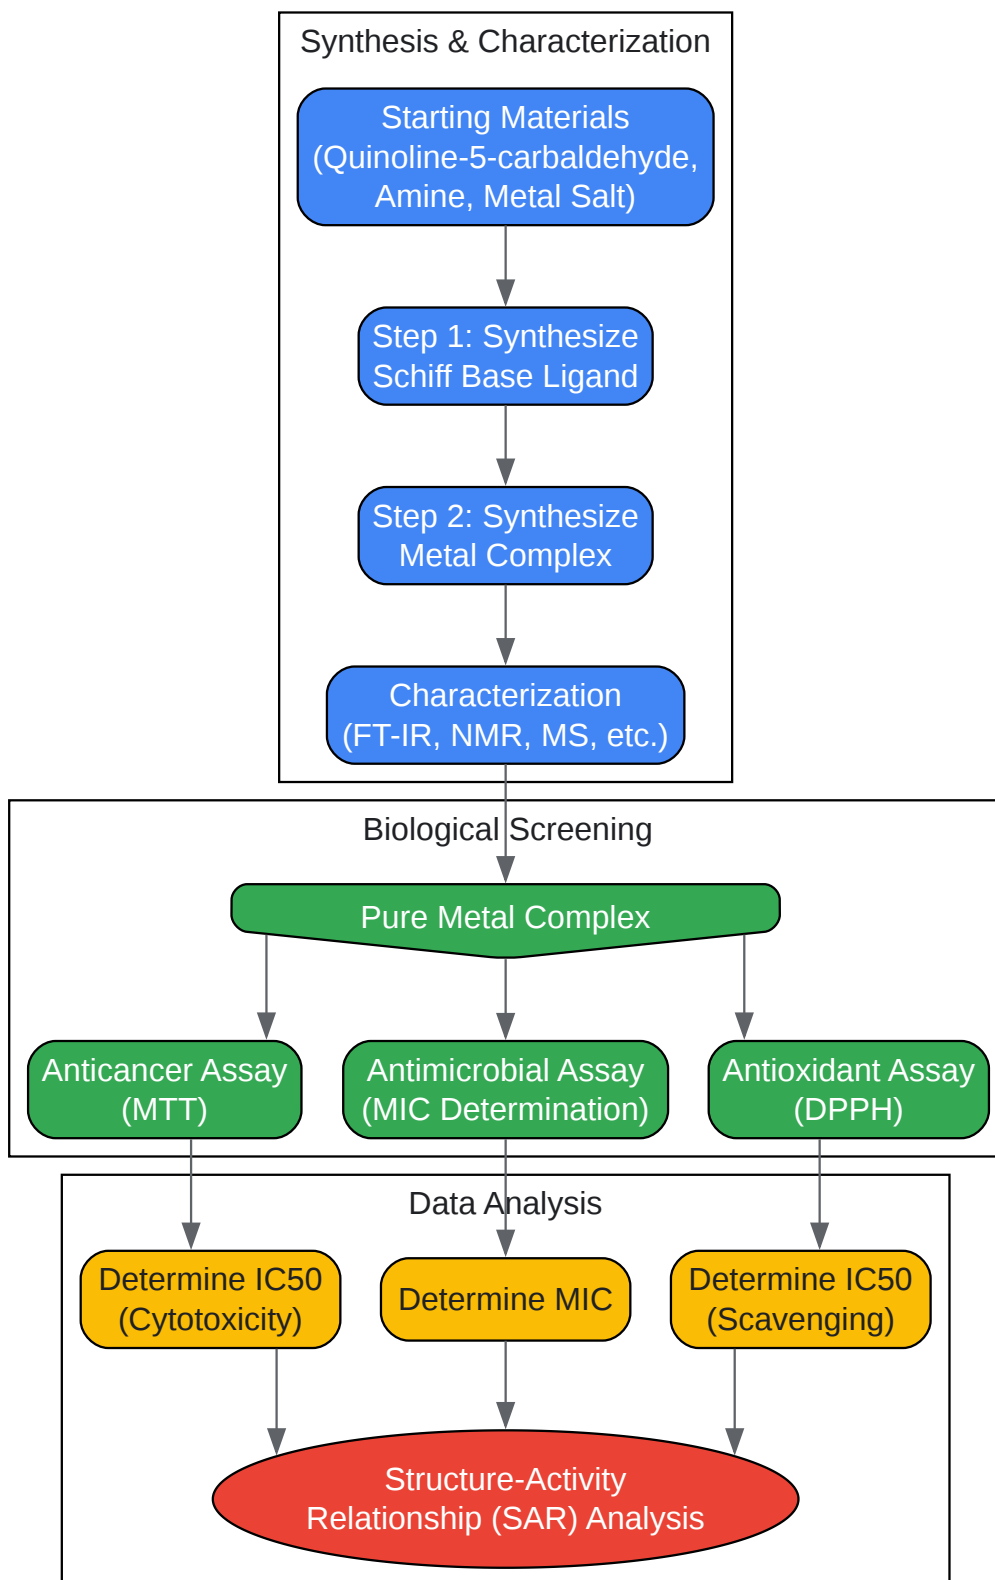 Synthesis & Characterization
Starting Materials
(Quinoline-5-carbaldehyde,
Amine, Metal Salt)
Step 1: Synthesize
Schiff Base Ligand
Step 2: Synthesize
Metal Complex
Characterization
(FT-IR, NMR, MS, etc.)
Biological Screening
Pure Metal Complex
Anticancer Assay
(MTT)
Antimicrobial Assay
(MIC Determination)
Antioxidant Assay
(DPPH)
Data Analysis
Determine IC50
(Cytotoxicity)
Determine MIC
Determine IC50
(Scavenging)
Structure-Activity
Relationship (SAR) Analysis